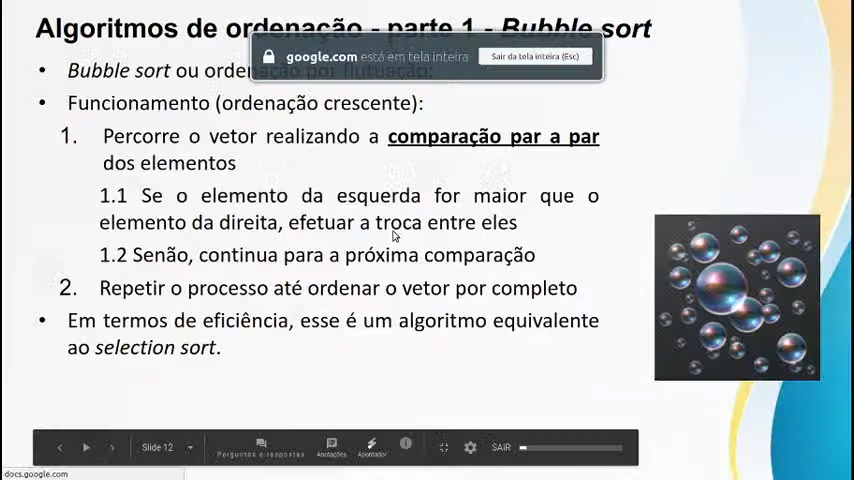 Algoritmos de ordenação - parte 1 - Bubble sort
google.com está em tela inteira
Sair da tela inteira (Esc)
• Bubble sort ou ordenação por flutuação:
• Funcionamento (ordenação crescente):
1. Percorre o vetor realizando a comparação par a par
dos elementos
1.1 Se o elemento da esquerda for maior que o
elemento da direita, efetuar a troca entre eles
1.2 Senão, continua para a próxima comparação
2. Repetir o processo até ordenar o vetor por completo
• Em termos de eficiência, esse é um algoritmo equivalente
ao selection sort.
Slide 12
Perguntas e respostas
Anotações
Apontador
SAIR
docs.google.com